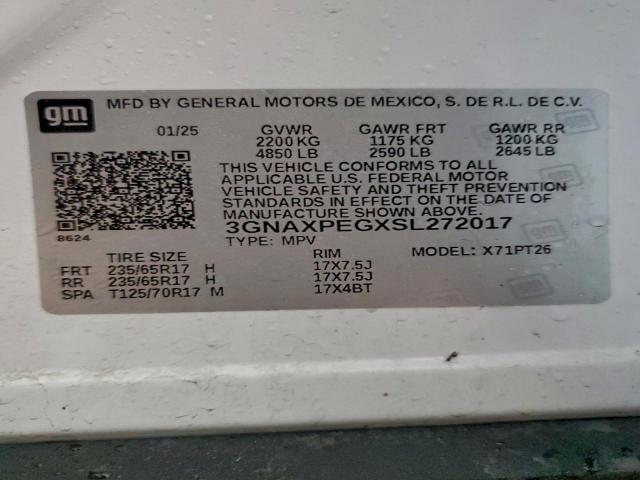 gm
MFD BY GENERAL MOTORS DE MEXICO, S. DE R.L. DE C.V.
01/25 GVWR GAWR FRT GAWR RR
2200 KG 1175 KG 1200 KG
4850 LB 2590 LB 2645 LB
THIS VEHICLE CONFORMS TO ALL
APPLICABLE U.S. FEDERAL MOTOR
VEHICLE SAFETY AND THEFT PREVENTION
STANDARDS IN EFFECT ON THE DATE OF
MANUFACTURE SHOWN ABOVE.
8624
3GNAXPEGXSL272017
TYPE: MPV MODEL: X71PT26
TIRE SIZE RIM
FRT 235/65R17 H 17X7.5J
RR 235/65R17 H 17X7.5J
SPA T125/70R17 M 17X4BT